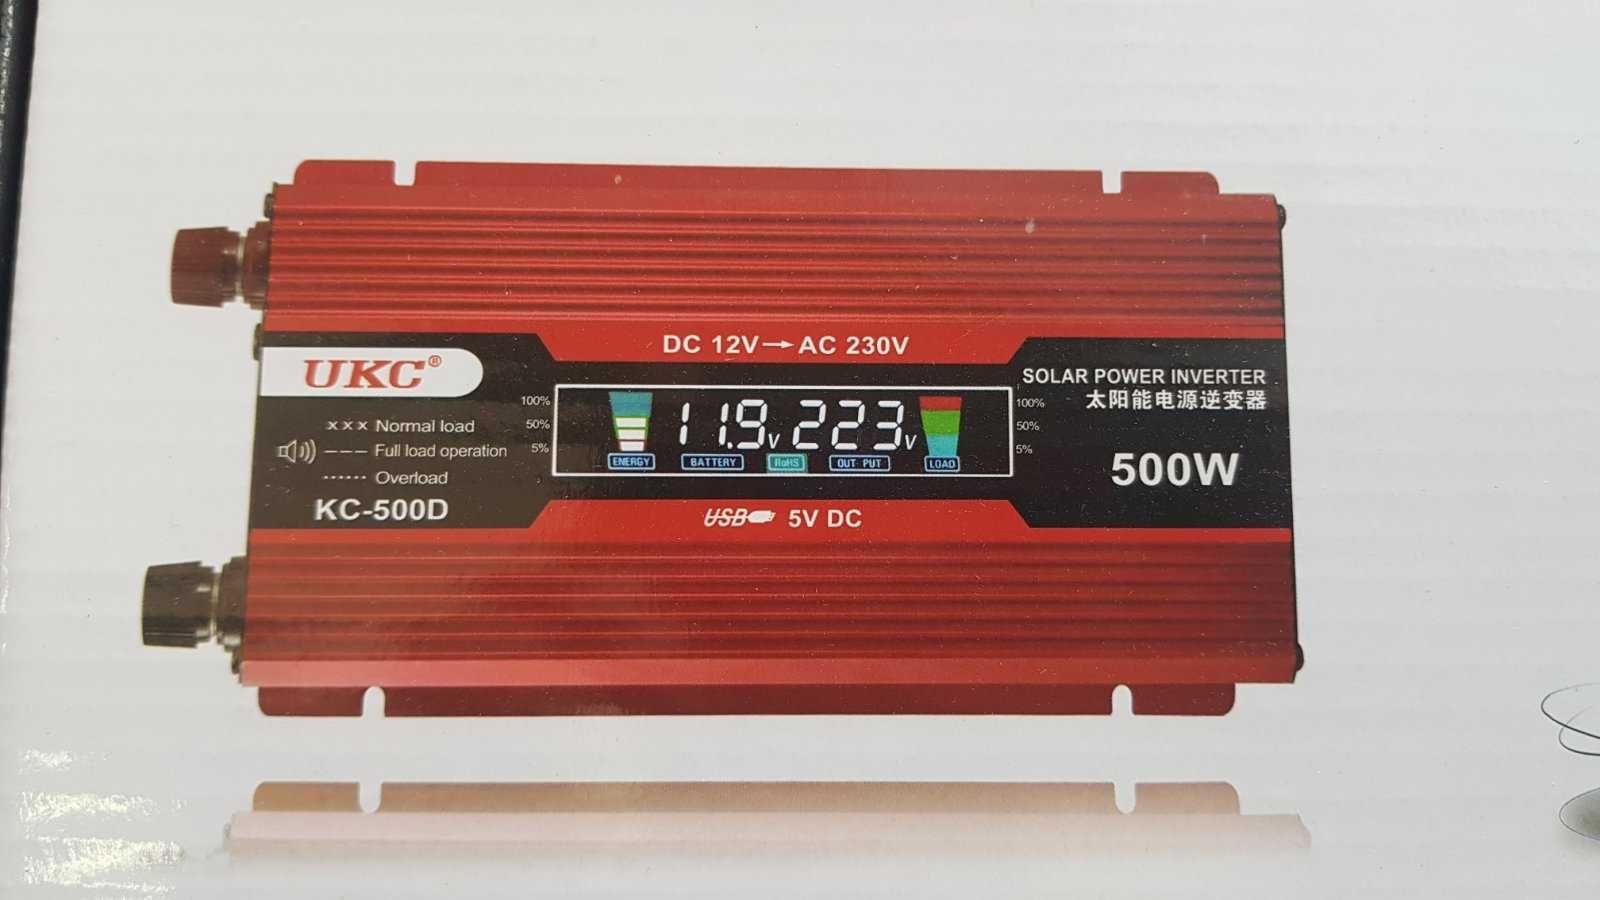 DC 12V→AC 230V
UKC®
SOLAR POWER INVERTER
太阳能电源逆变器
500W
××× Normal load
--- Full load operation
...... Overload
KC-500D
100%
50%
5%
11.9V 223V
ENERGY BATTERY RoHS OUT PUT LOAD
100%
50%
5%
USB 5V DC